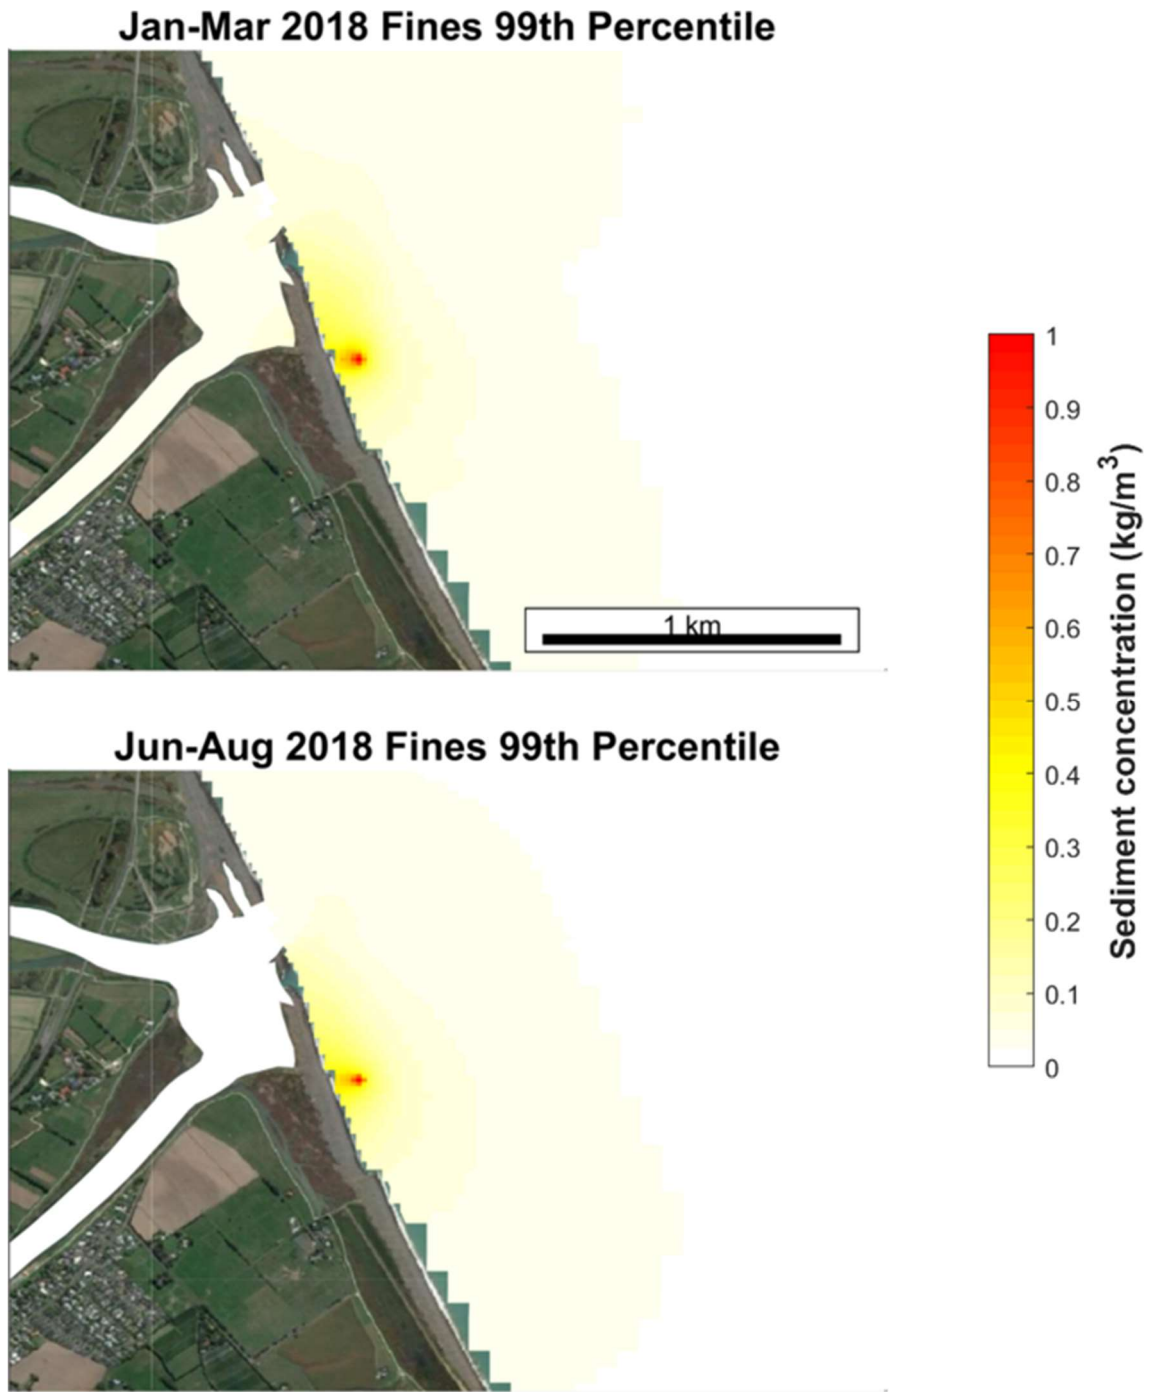 Jan-Mar 2018 Fines 99th Percentile
1 km
Jun-Aug 2018 Fines 99th Percentile
1
0.9
0.8
0.7
0.6
0.5
0.4
0.3
0.2
0.1
0
Sediment concentration (kg/m³)